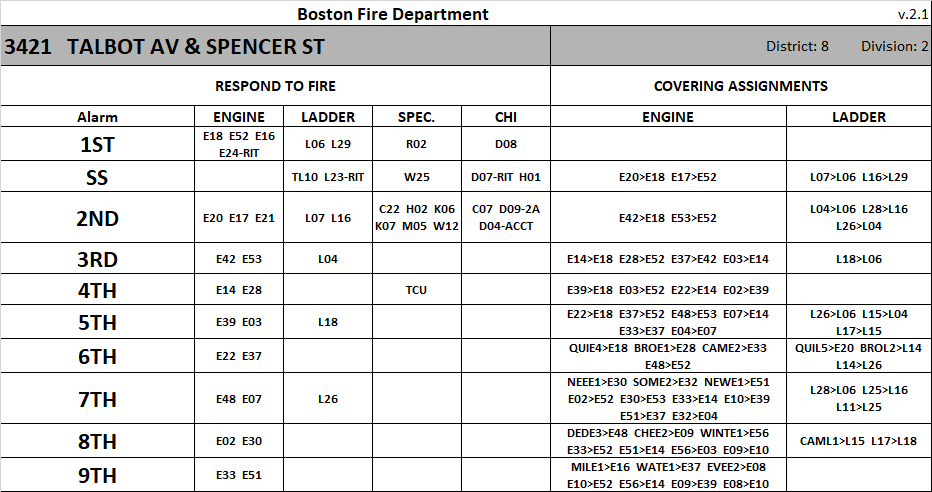 Boston Fire Department v.2.1
3421 TALBOT AV & SPENCER ST District: 8 Division: 2
RESPOND TO FIRE COVERING ASSIGNMENTS
Alarm ENGINE LADDER SPEC. CHI ENGINE LADDER
E18 E52 E16
1ST L06 L29 R02 D08
E24-RIT
SS TL10 L23-RIT W25 D07-RIT H01 E20>E18 E17>E52 L07>L06 L16>L29
C22 H02 K06 C07 D09-2A L04>L06 L28>L16
2ND E20 E17 E21 L07 L16 E42>E18 E53>E52
K07 M05 W12 D04-ACCT L26>L04
3RD E42 E53 L04 E14>E18 E28>E52 E37>E42 E03>E14 L18>L06
4TH E14 E28 TCU E39>E18 E03>E52 E22>E14 E02>E39
E22>E18 E37>E52 E48>E53 E07>E14 L26>L06 L15>L04
5TH E39 E03 L18
E33>E37 E04>E07 L17>L15
QUIE4>E18 BROE1>E28 CAME2>E33 QUIL5>E20 BROL2>L14
6TH E22 E37
E48>E52 L14>L26
NEEE1>E30 SOME2>E32 NEWE1>E51 L28>L06 L25>L16
7TH E48 E07 L26 E02>E52 E30>E53 E33>E14 E10>E39
E51>E37 E32>E04 L11>L25
DEDE3>E48 CHEE2>E09 WINTE1>E56
8TH E02 E30 CAML1>L15 L17>L18
E33>E52 E51>E14 E56>E03 E09>E10
MILE1>E16 WATE1>E37 EVEE2>E08
9TH E33 E51
E10>E52 E56>E14 E09>E39 E08>E10